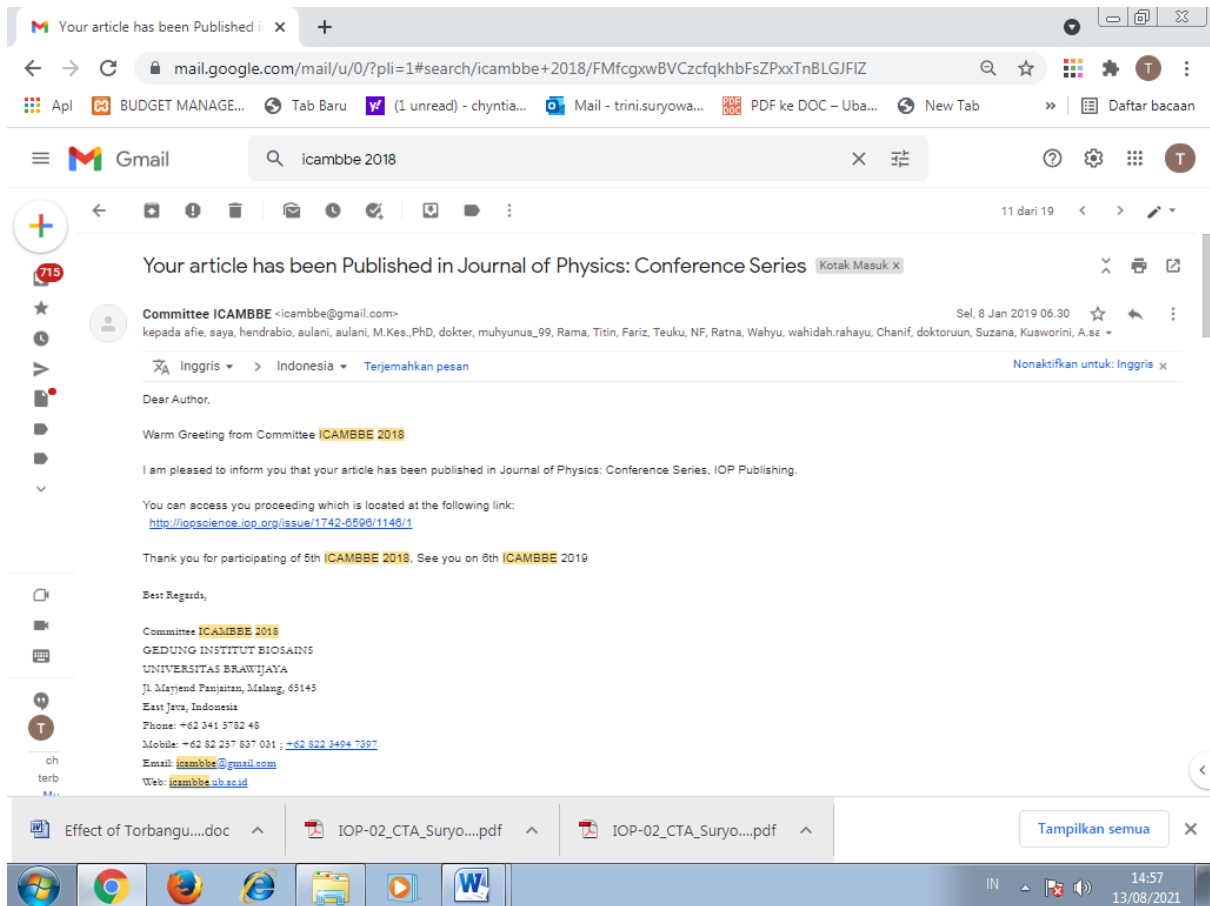 Your article has been Published i
mail.google.com/mail/u/0/?pli=1#search/icambbe+2018/FMfcgxwBVCzcfqkhbFsZPxxTnBLGJFIZ
T
Apl
BUDGET MANAGE...
Tab Baru
(1 unread) - chyntia...
Mail - trini.suryowa...
PDF ke DOC – Uba...
New Tab
»
Daftar bacaan
Gmail
icambbe 2018
T
11 dari 19
715
Your article has been Published in Journal of Physics: Conference Series
Kotak Masuk x
Committee ICAMBBE <icambbe@gmail.com>
Sel, 8 Jan 2019 06.30
kepada afie, saya, hendrabio, aulani, aulani, M.Kes.,PhD, dokter, muhyunus_99, Rama, Titin, Fariz, Teuku, NF, Ratna, Wahyu, wahidah.rahayu, Chanif, doktoruun, Suzana, Kusworini, A.sa
Inggris > Indonesia Terjemahkan pesan
Nonaktifkan untuk: Inggris x
Dear Author,
Warm Greeting from Committee ICAMBBE 2018
I am pleased to inform you that your article has been published in Journal of Physics: Conference Series, IOP Publishing.
You can access you proceeding which is located at the following link:
http://iopscience.iop.org/issue/1742-6596/1146/1
Thank you for participating of 5th ICAMBBE 2018. See you on 6th ICAMBBE 2019
Best Regards,
Committee ICAMBBE 2018
GEDUNG INSTITUT BIOSAINS
UNIVERSITAS BRAWIJAYA
Jl. Mayjend Panjaitan, Malang, 65145
East Java, Indonesia
Phone: +62 341 5782 48
Mobile: +62 82 257 837 031 ; +62 822 3494 7397
Email: icambbe@gmail.com
Web: icambbe.ub.ac.id
T
ch
terb
Effect of Torbangu....doc
IOP-02_CTA_Suryo....pdf
IOP-02_CTA_Suryo....pdf
Tampilkan semua
IN
14:57
13/08/2021